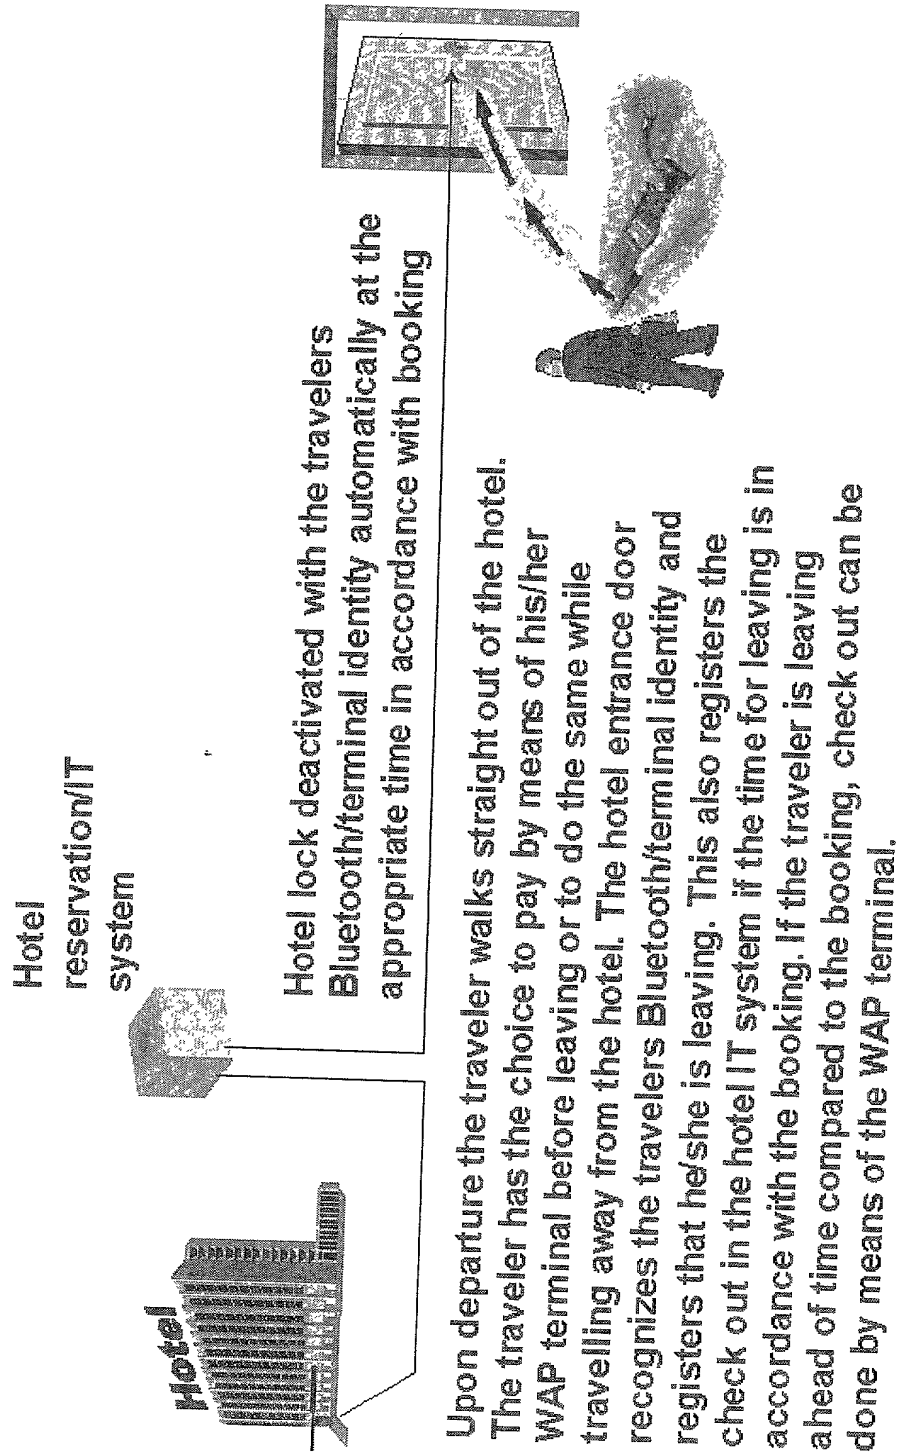 Hotel
Hotel
reservation/IT
system
Hotel lock deactivated with the travelers
Bluetooth/terminal identity automatically at the
appropriate time in accordance with booking
Upon departure the traveler walks straight out of the hotel.
The traveler has the choice to pay by means of his/her
WAP terminal before leaving or to do the same while
travelling away from the hotel. The hotel entrance door
recognizes the travelers Bluetooth/terminal identity and
registers that he/she is leaving. This also registers the
check out in the hotel IT system if the time for leaving is in
accordance with the booking. If the traveler is leaving
ahead of time compared to the booking, check out can be
done by means of the WAP terminal.